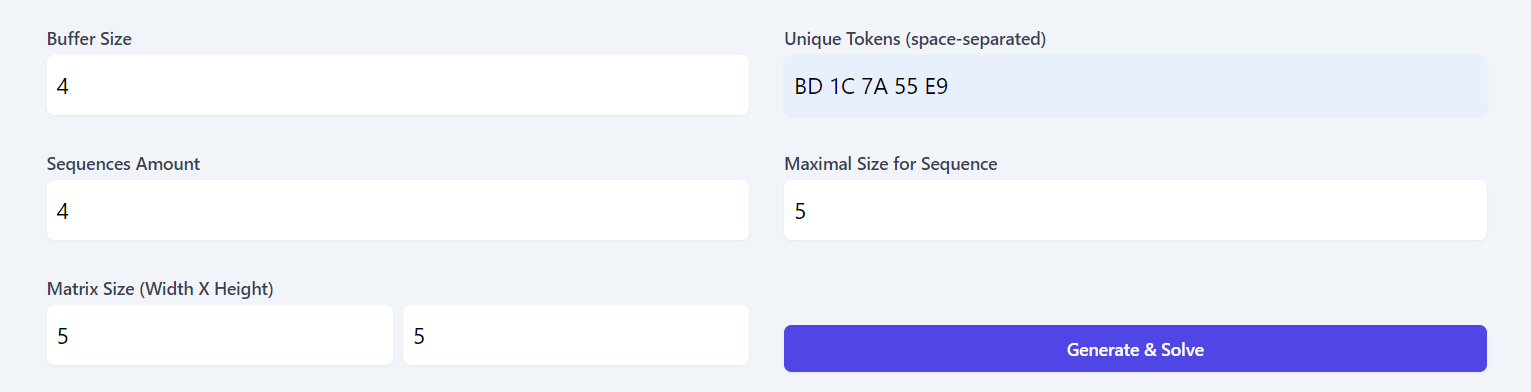 Buffer Size
4
Unique Tokens (space-separated)
BD 1C 7A 55 E9
Sequences Amount
4
Maximal Size for Sequence
5
Matrix Size (Width X Height)
5 5
Generate & Solve